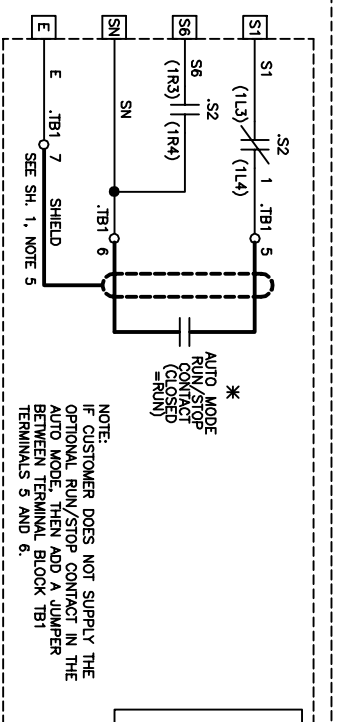 S1
S1
.S2
(1L3)
1
(1L4)
.TB1
5
S6
S6
.S2
(1R3)
(1R4)
SN
SN
.TB1
6
E
E
.TB1
7
SHIELD
SEE SH. 1, NOTE 5
*
AUTO MODE
RUN/STOP
CONTACT
(CLOSED
=RUN)
NOTE:
IF CUSTOMER DOES NOT SUPPLY THE
OPTIONAL RUN/STOP CONTACT IN THE
AUTO MODE, THEN ADD A JUMPER
BETWEEN TERMINAL BLOCK TB1
TERMINALS 5 AND 6.